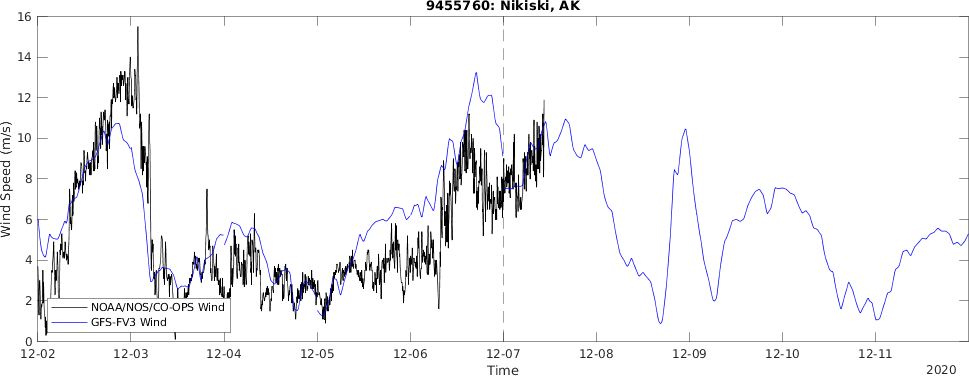 9455760: Nikiski, AK
16
14
12
10
8
6
4
2
0
Wind Speed (m/s)
NOAA/NOS/CO-OPS Wind
GFS-FV3 Wind
12-02 12-03 12-04 12-05 12-06 12-07 12-08 12-09 12-10 12-11
Time
2020